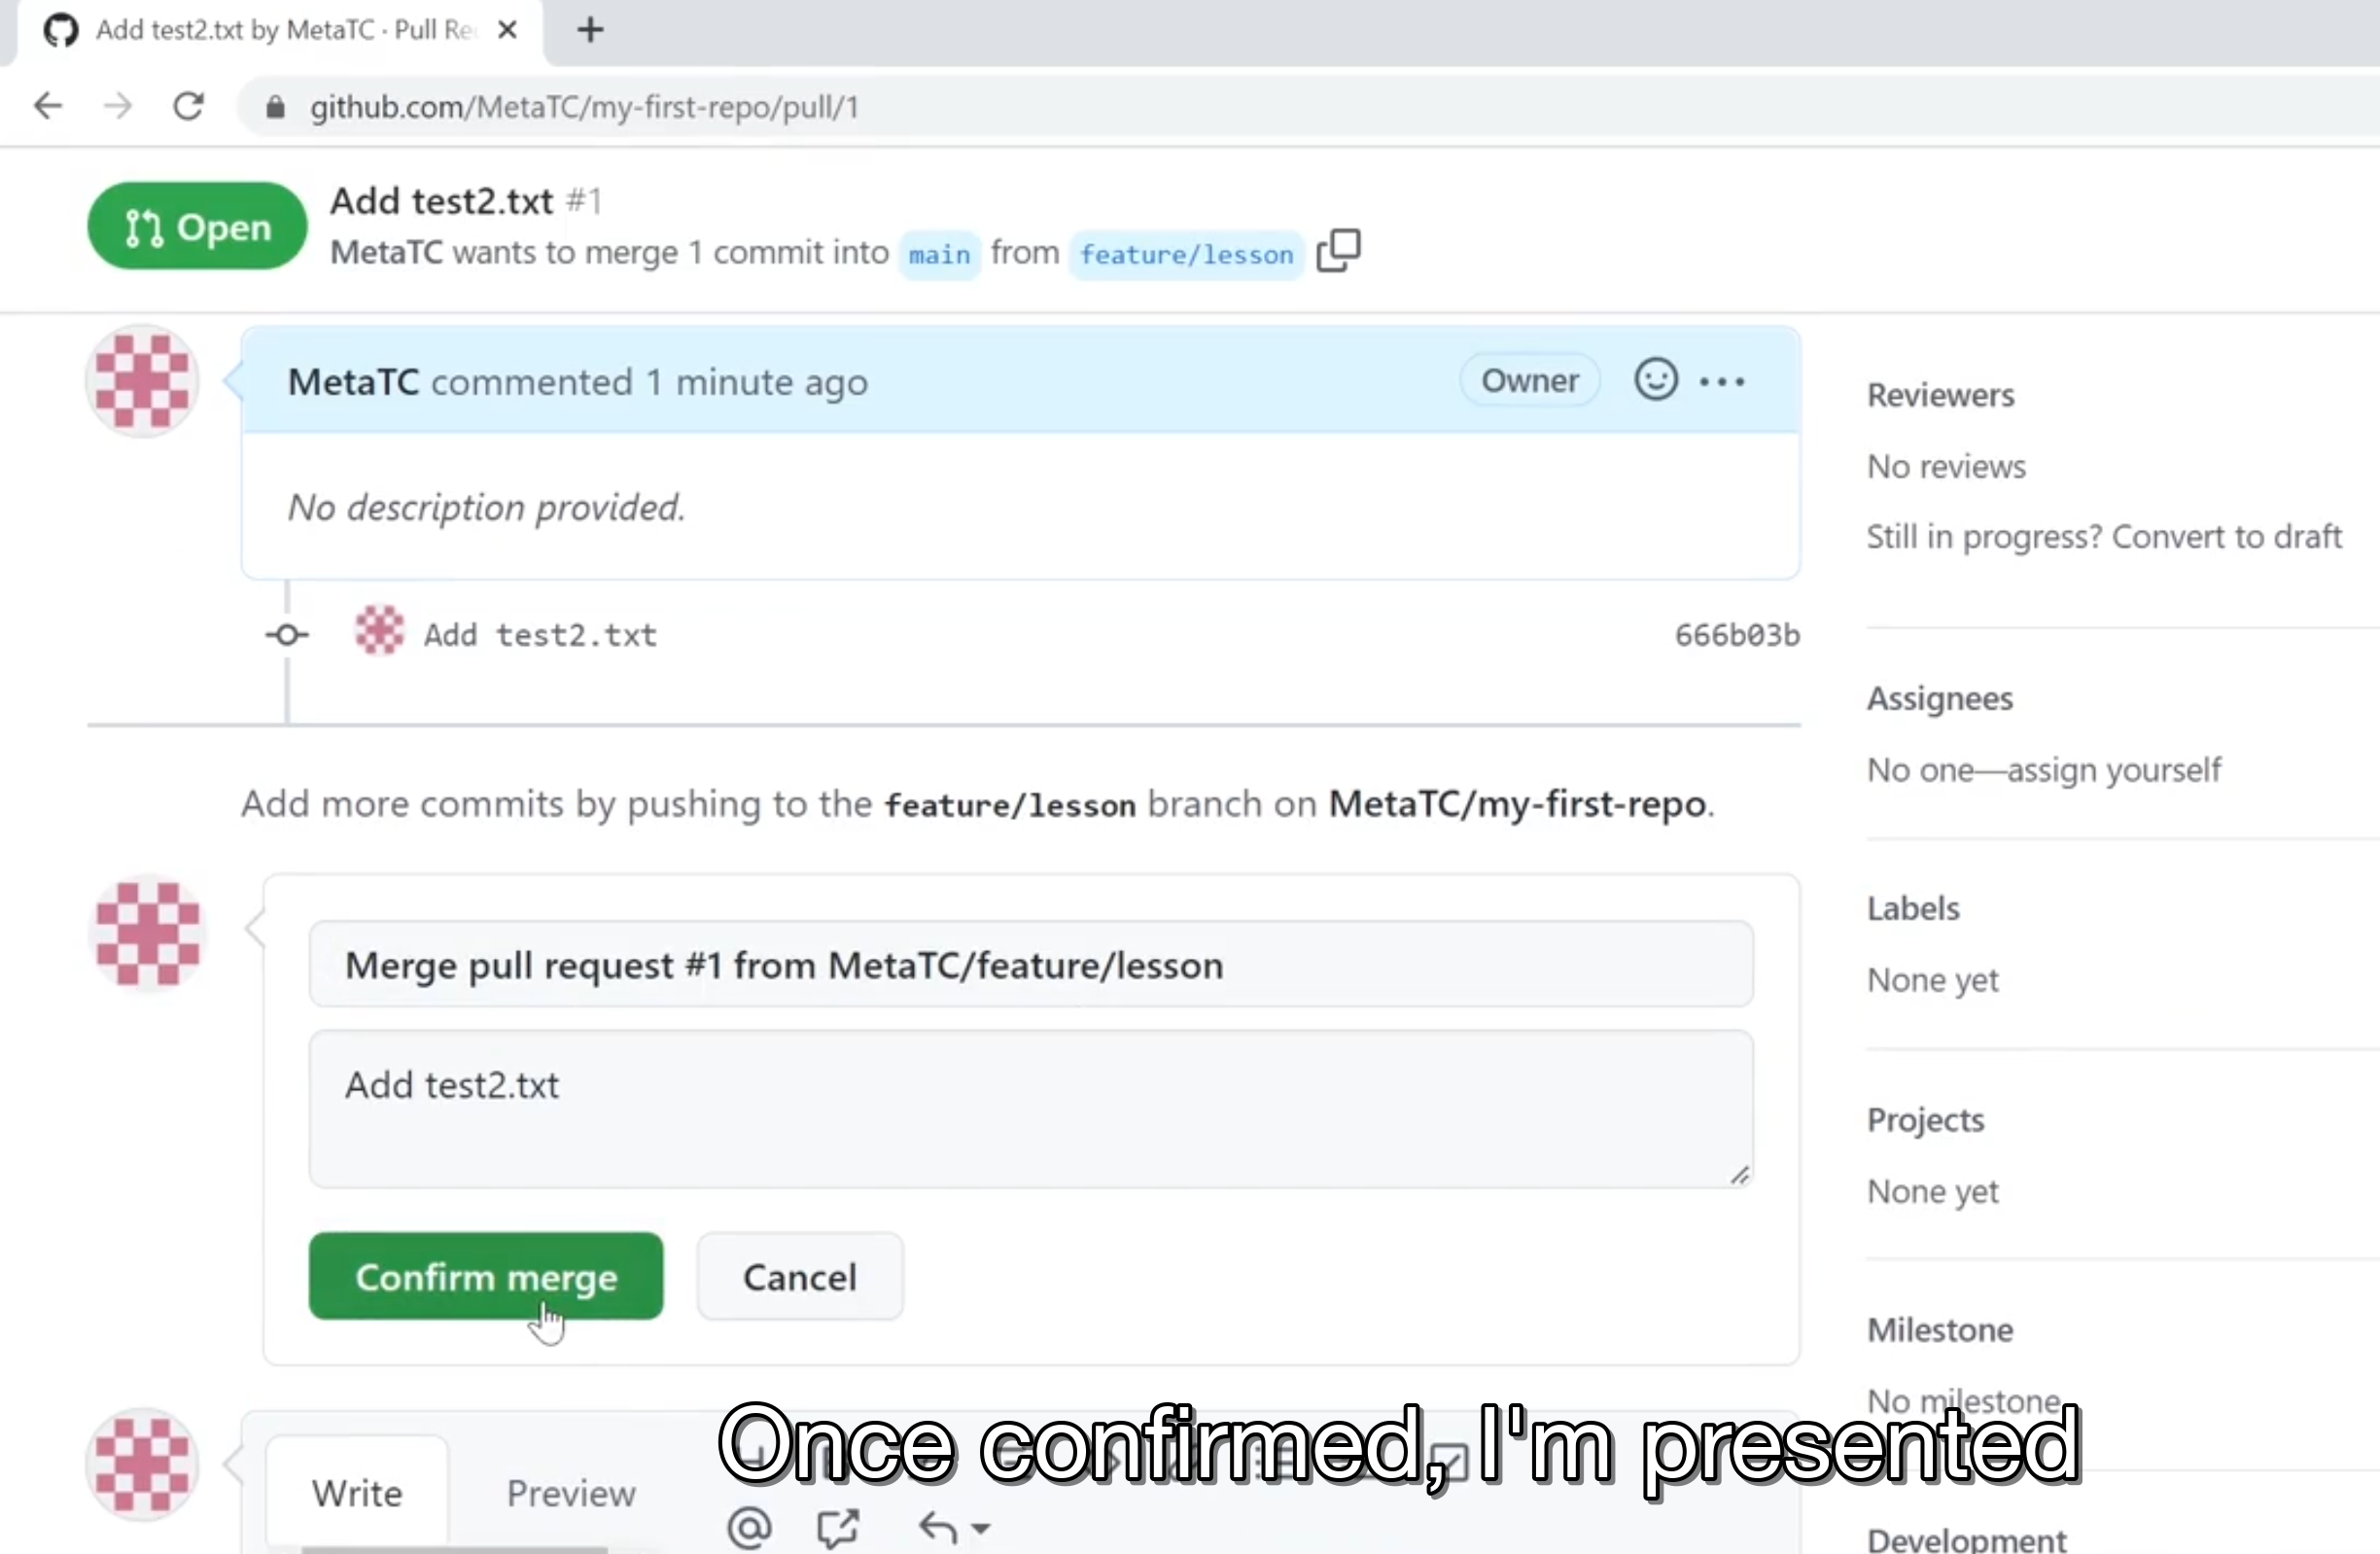 Add test2.txt by MetaTC · Pull Re
github.com/MetaTC/my-first-repo/pull/1
Open
Add test2.txt #1
MetaTC wants to merge 1 commit into main from feature/lesson
MetaTC commented 1 minute ago
Owner
No description provided.
Add test2.txt
666b03b
Add more commits by pushing to the feature/lesson branch on MetaTC/my-first-repo.
Merge pull request #1 from MetaTC/feature/lesson
Add test2.txt
Confirm merge
Cancel
Write
Preview
Reviewers
No reviews
Still in progress? Convert to draft
Assignees
No one—assign yourself
Labels
None yet
Projects
None yet
Milestone
No milestone
Development
Once confirmed, I'm presented